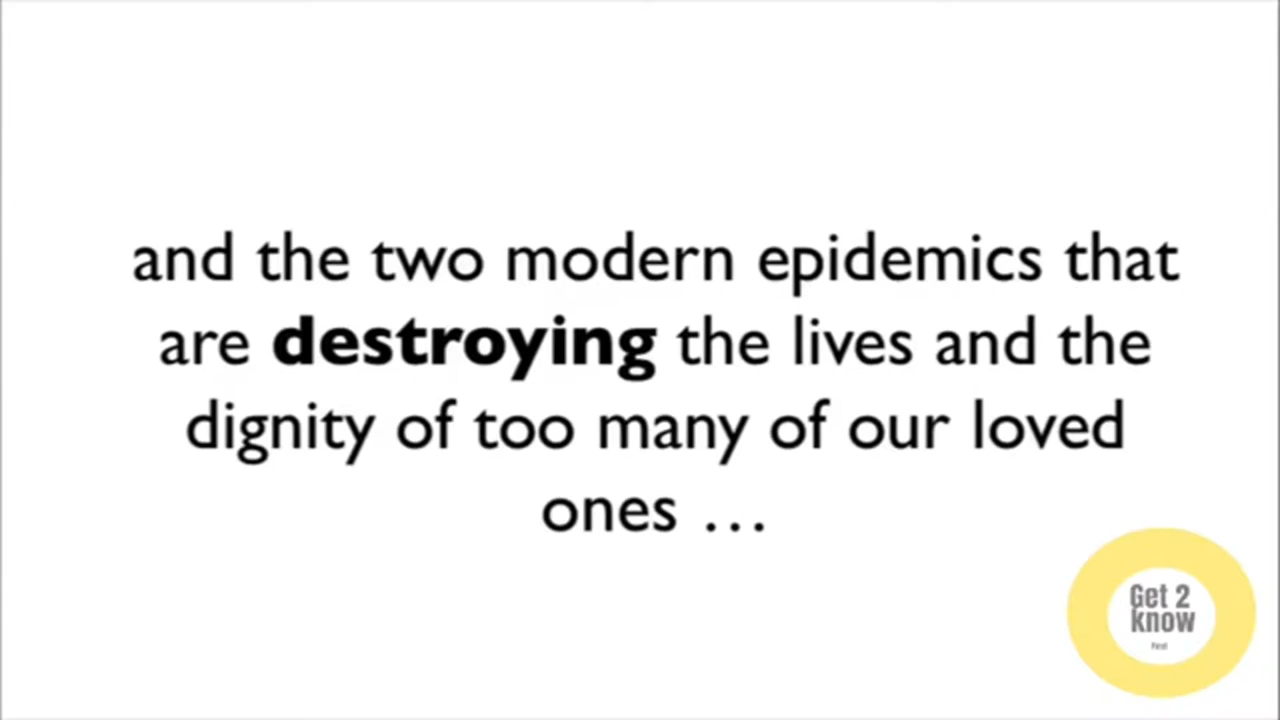 and the two modern epidemics that
are destroying the lives and the
dignity of too many of our loved
ones …
Get 2
know
First